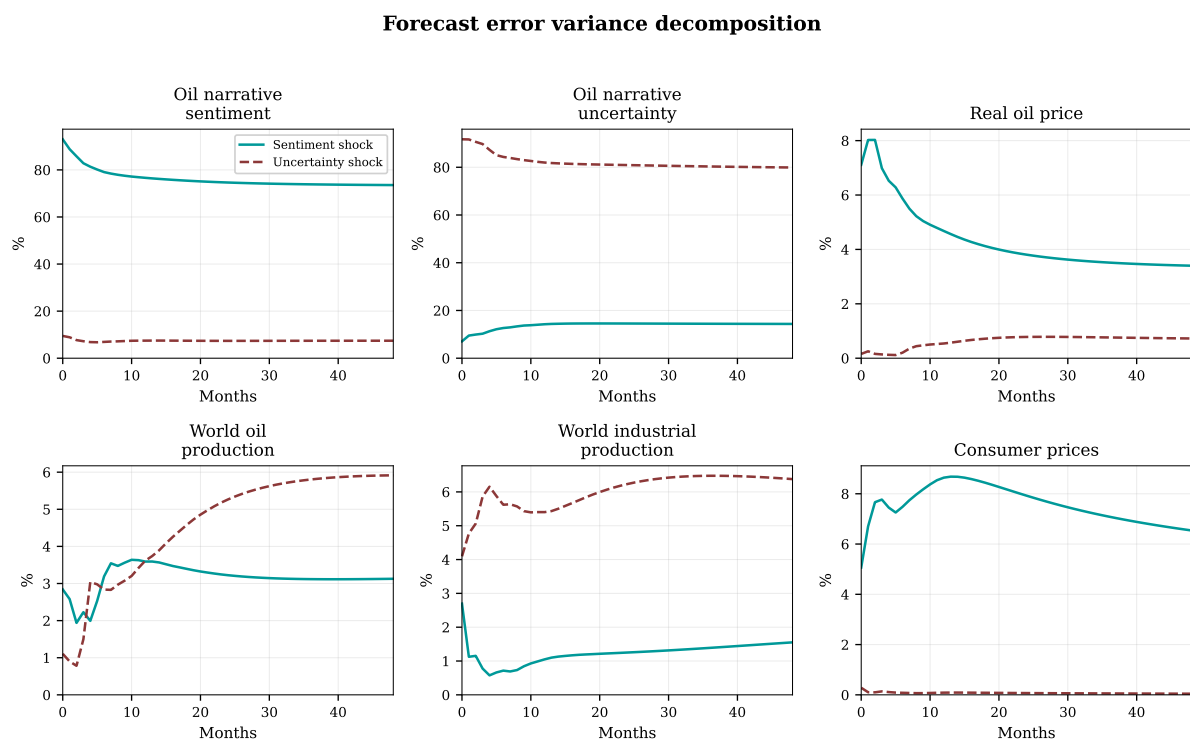 Forecast error variance decomposition
Oil narrative
sentiment
Oil narrative
uncertainty
Real oil price
Sentiment shock
Uncertainty shock
%
80
60
40
20
0
0 10 20 30 40
Months
%
80
60
40
20
0
0 10 20 30 40
Months
%
8
6
4
2
0
0 10 20 30 40
Months
World oil
production
World industrial
production
Consumer prices
%
6
5
4
3
2
1
0
0 10 20 30 40
Months
%
6
5
4
3
2
1
0
0 10 20 30 40
Months
%
8
6
4
2
0
0 10 20 30 40
Months